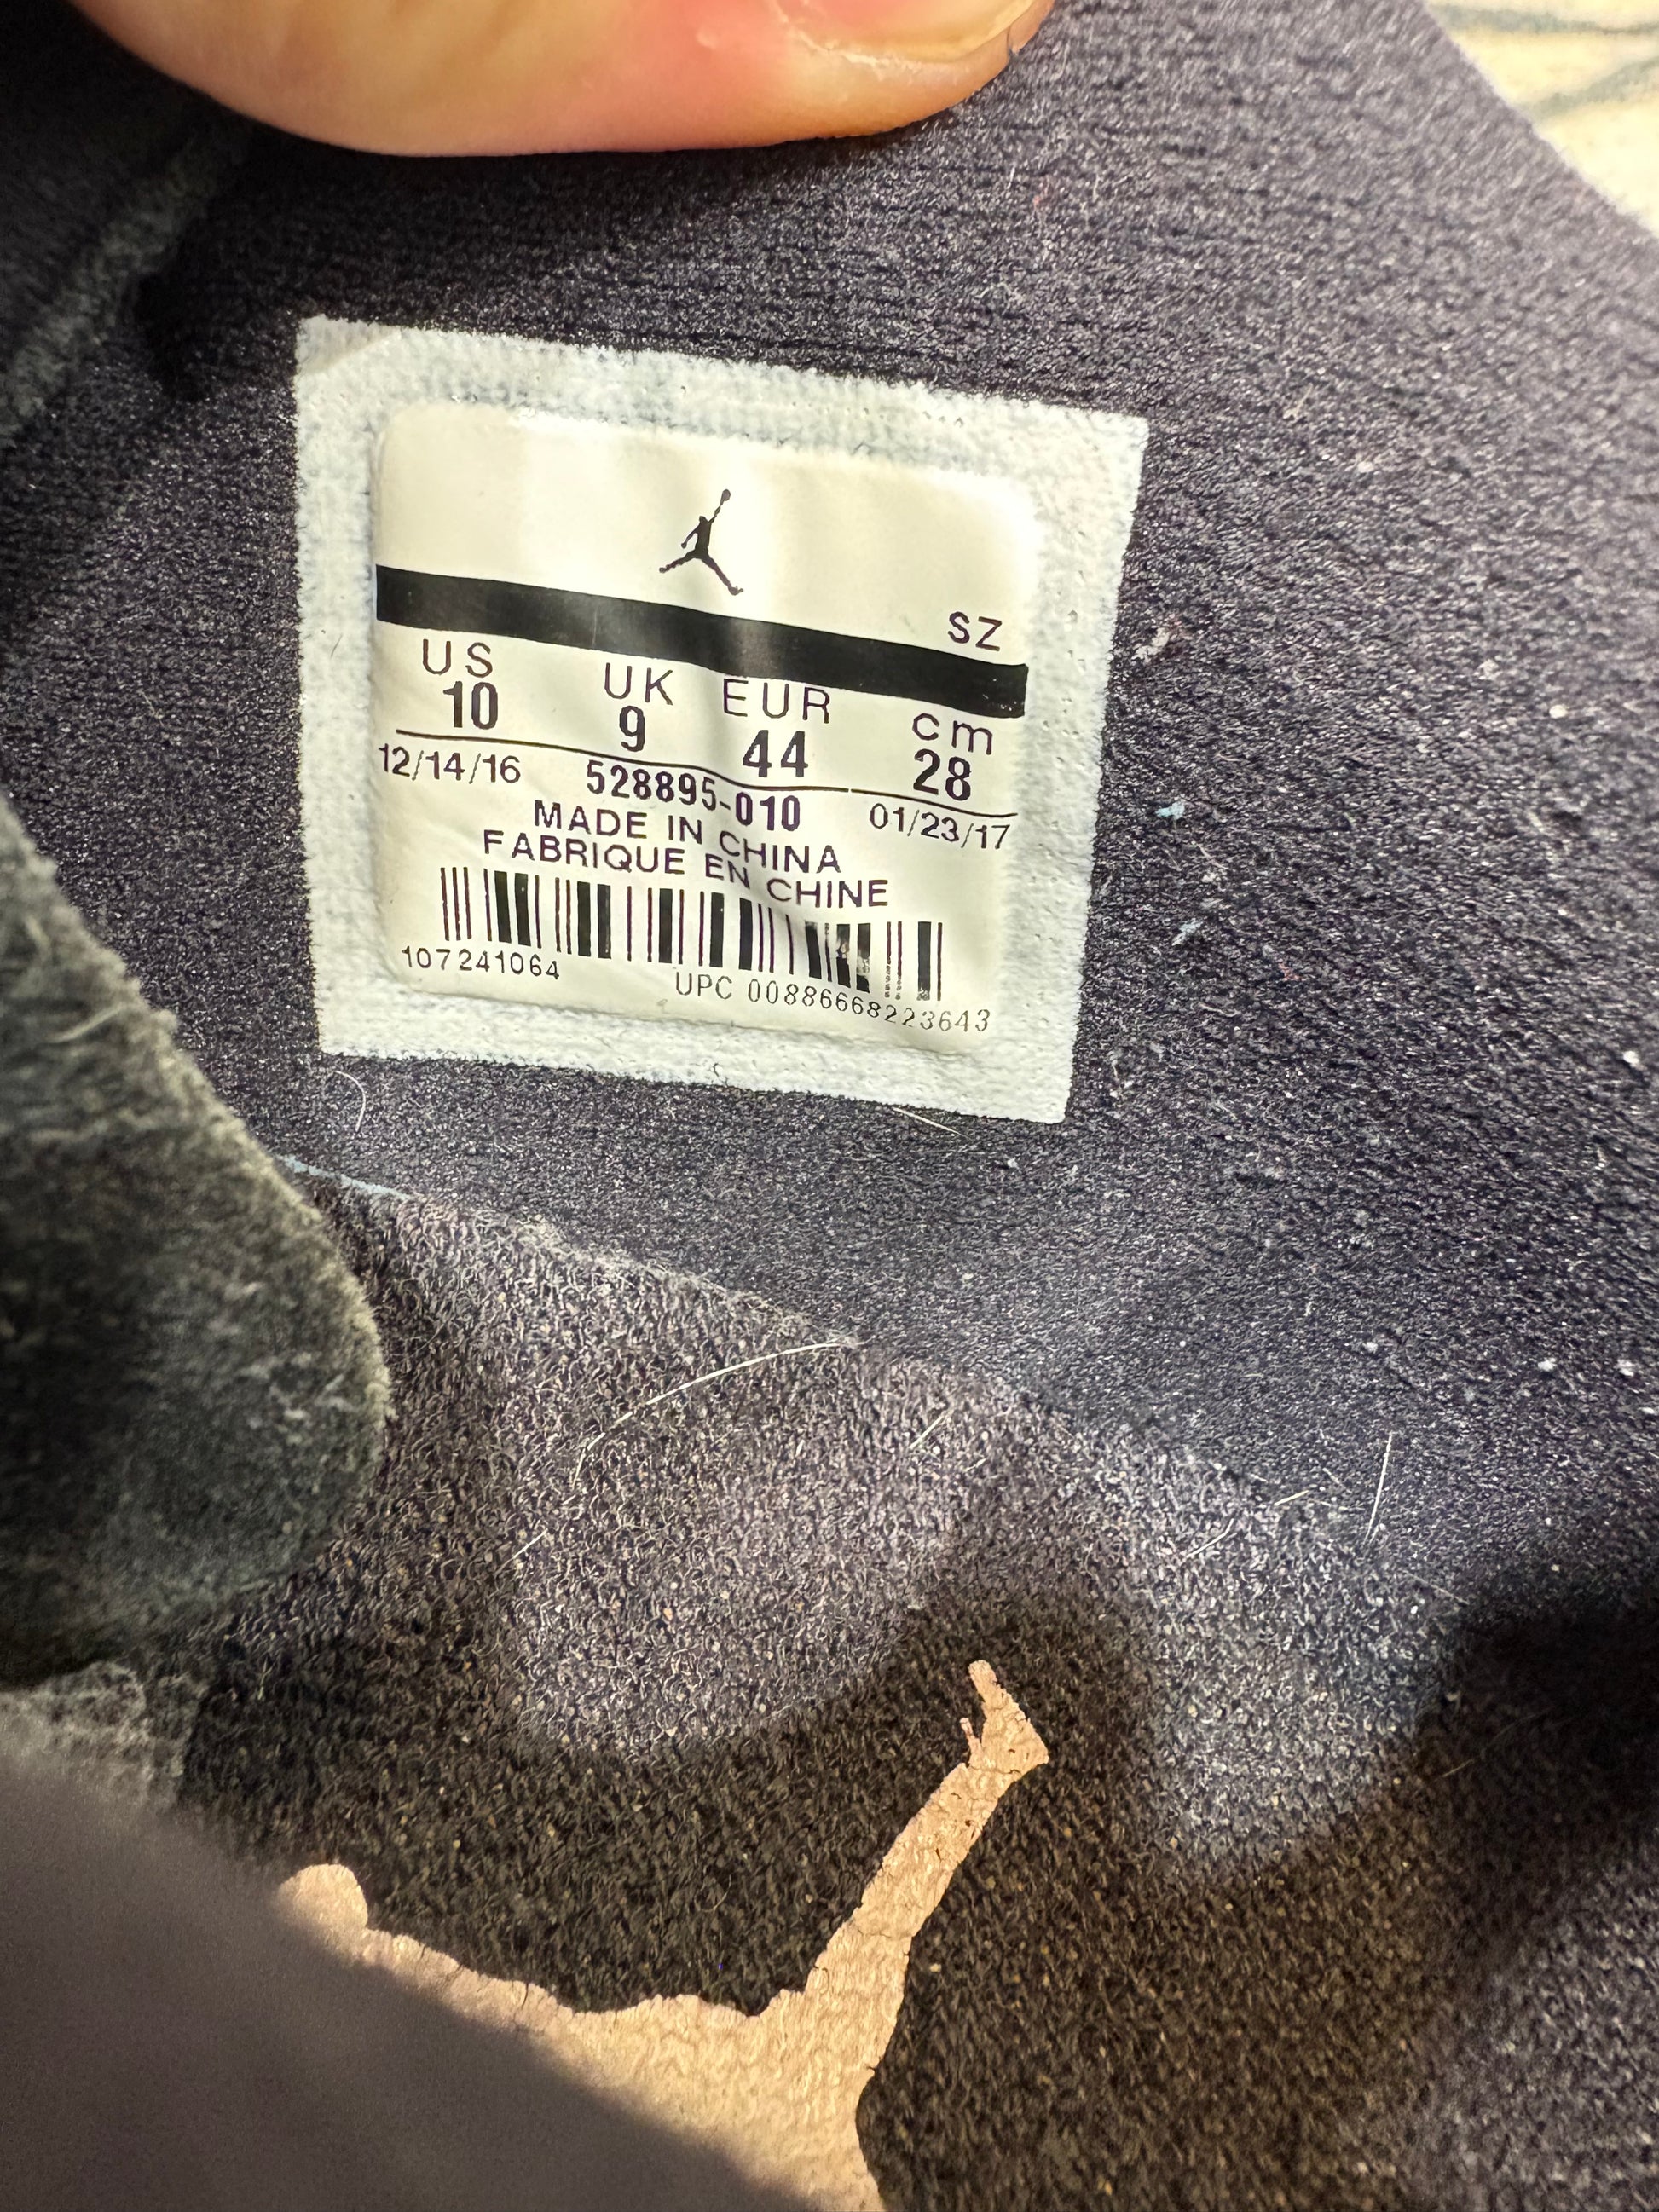 SZ
US UK EUR cm
10 9 44 28
12/14/16 528895-010 01/23/17
MADE IN CHINA
FABRIQUE EN CHINE
107241064 UPC 00886668223643